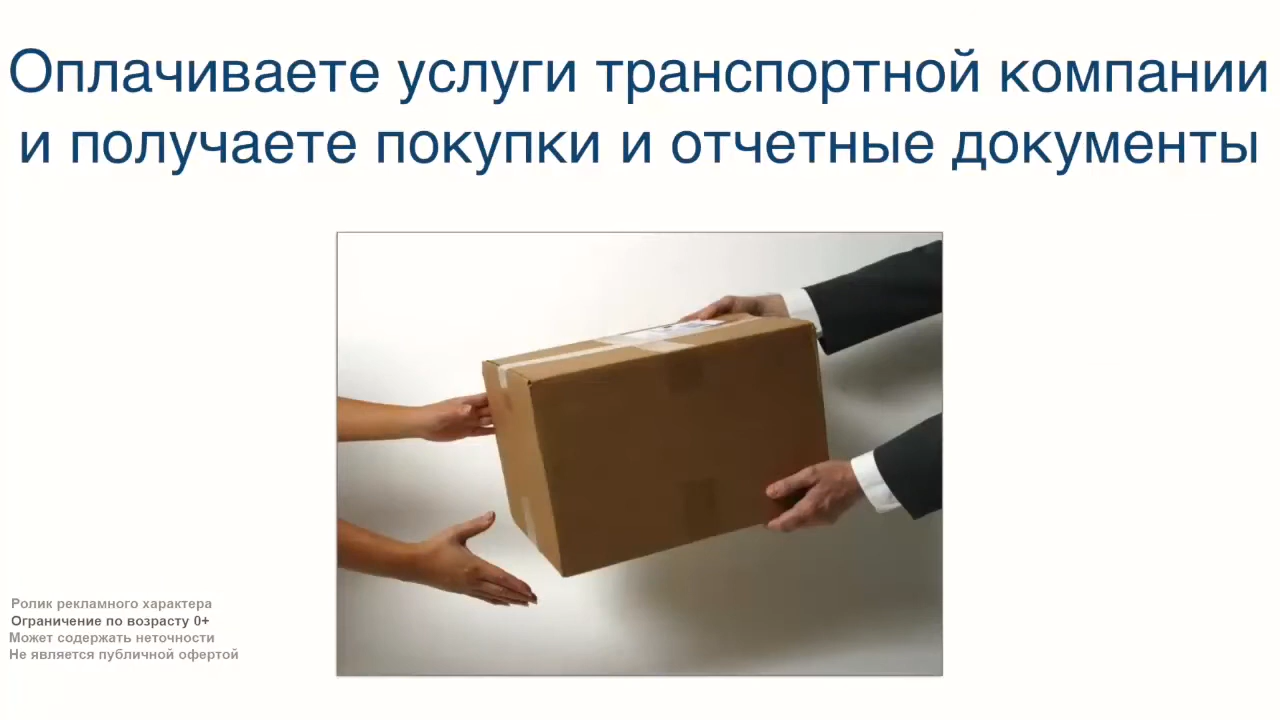 Оплачиваете услуги транспортной компании
и получаете покупки и отчетные документы
Ролик рекламного характера
Ограничение по возрасту 0+
Может содержать неточности
Не является публичной офертой